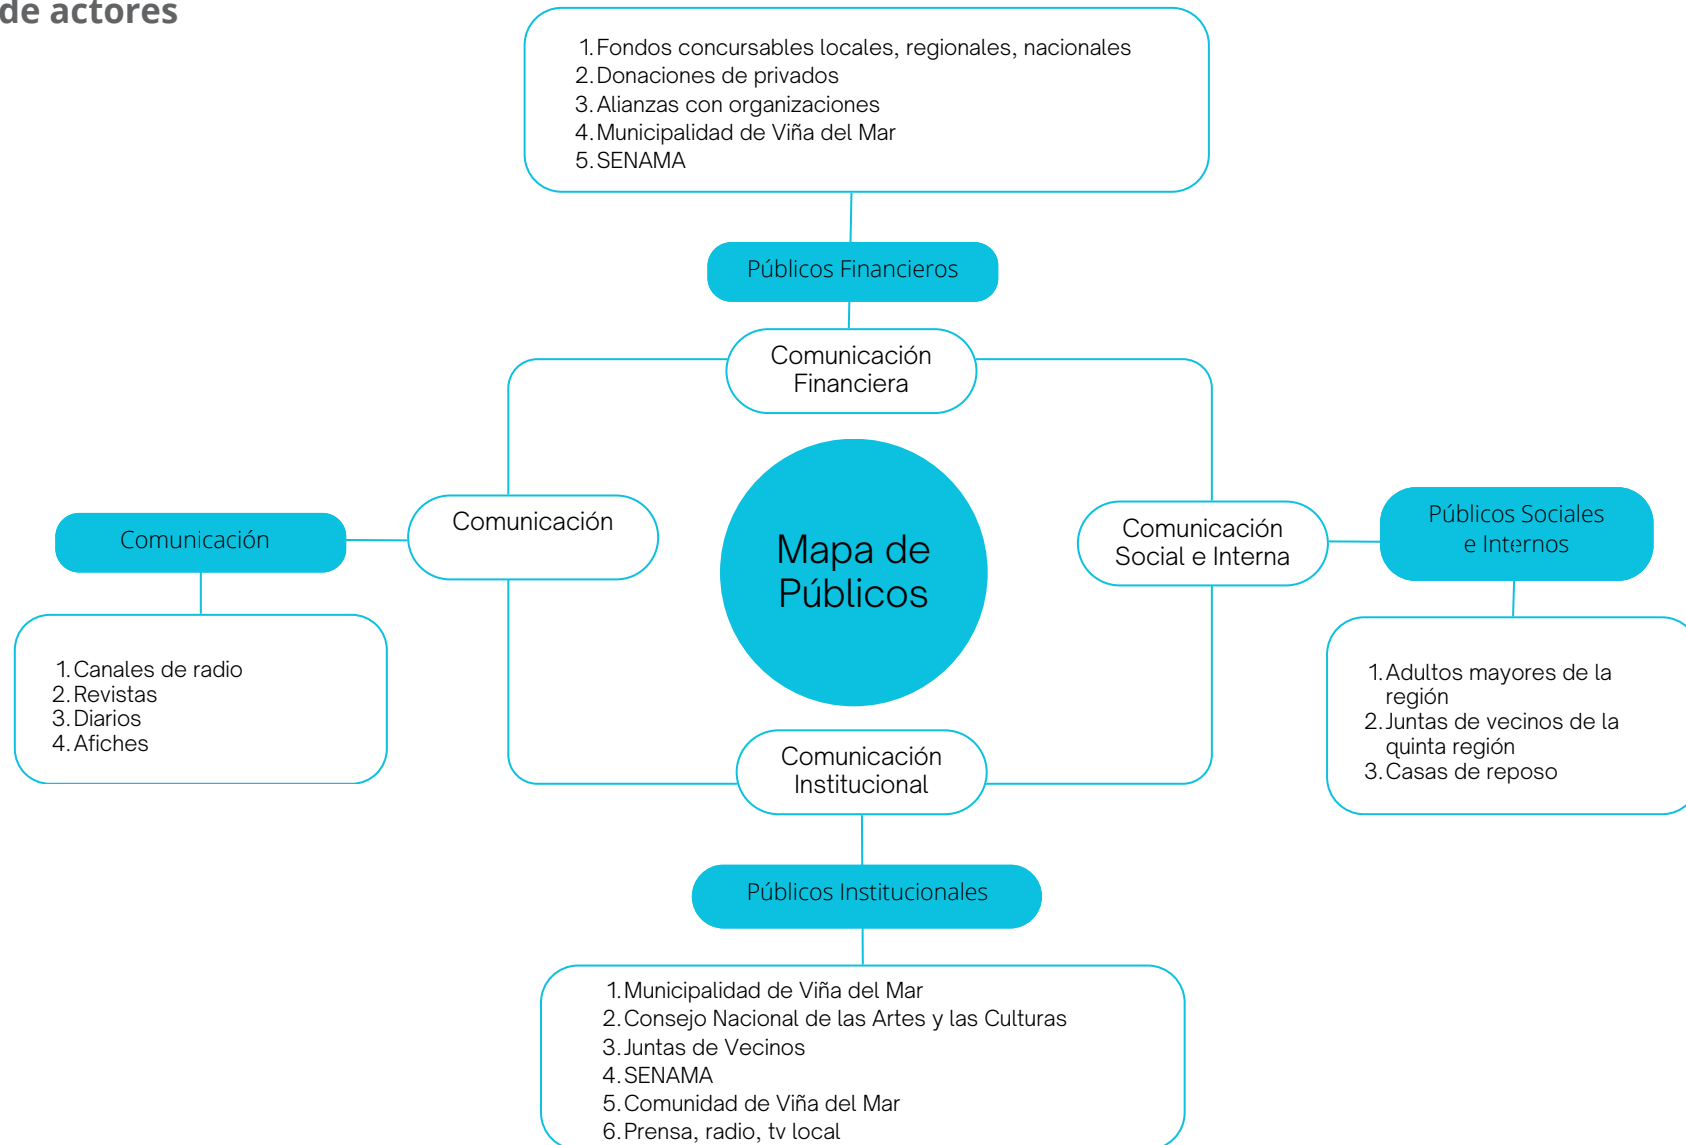 de actores
1. Fondos concursables locales, regionales, nacionales
2. Donaciones de privados
3. Alianzas con organizaciones
4. Municipalidad de Viña del Mar
5. SENAMA
Públicos Financieros
Comunicación
Financiera
Comunicación
Comunicación
1. Canales de radio
2. Revistas
3. Diarios
4. Afiches
Mapa de
Públicos
Comunicación
Social e Interna
Públicos Sociales
e Internos
1. Adultos mayores de la
región
2. Juntas de vecinos de la
quinta región
3. Casas de reposo
Comunicación
Institucional
Públicos Institucionales
1. Municipalidad de Viña del Mar
2. Consejo Nacional de las Artes y las Culturas
3. Juntas de Vecinos
4. SENAMA
5. Comunidad de Viña del Mar
6. Prensa, radio, tv local